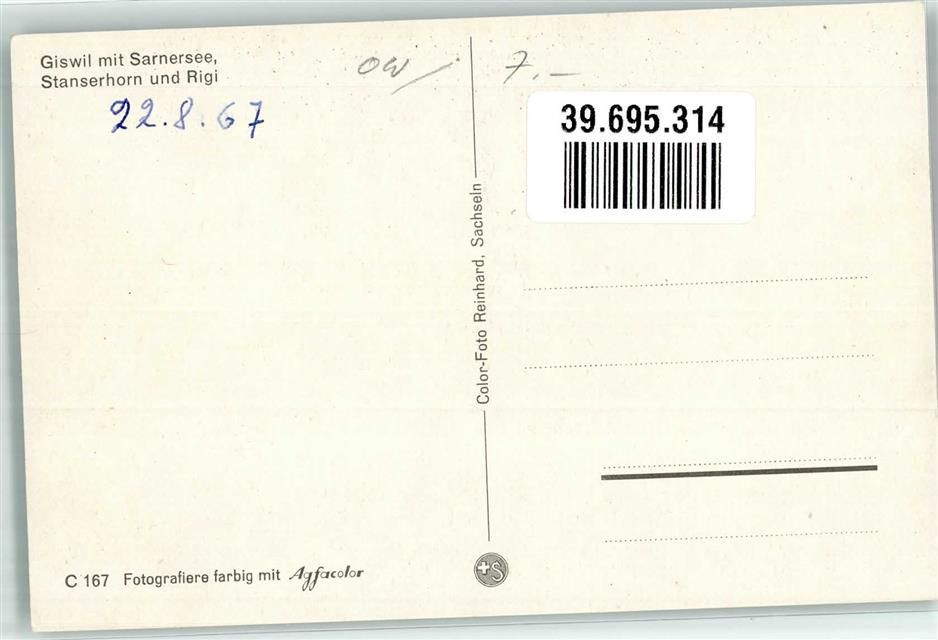 Giswil mit Sarnersee,
Stanserhorn und Rigi
22.8.67
OW
7.—
39.695.314
Color-Foto Reinhard, Sachseln
C 167 Fotografiere farbig mit Agfacolor
S